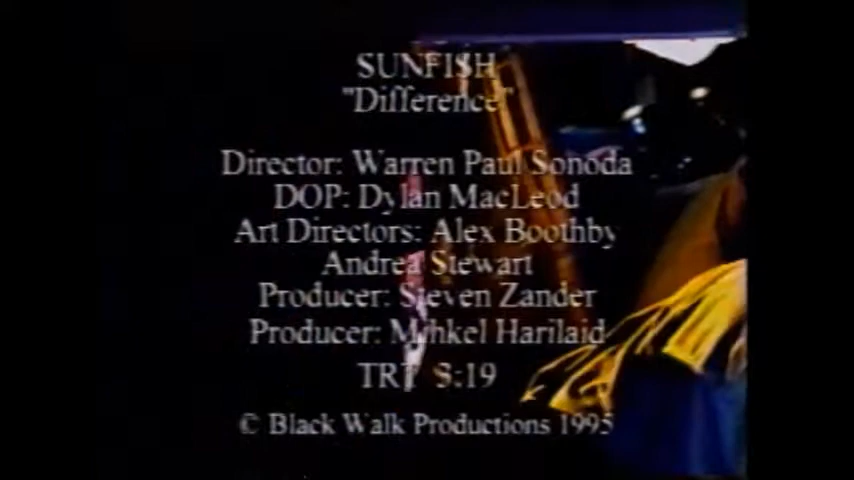 SUNFISH
"Difference"
Director: Warren Paul Sonoda
DOP: Dylan MacLeod
Art Directors: Alex Boothby
Andrea Stewart
Producer: Steven Zander
Producer: Mihkel Harilaid
TRT 3:19
© Black Walk Productions 1995